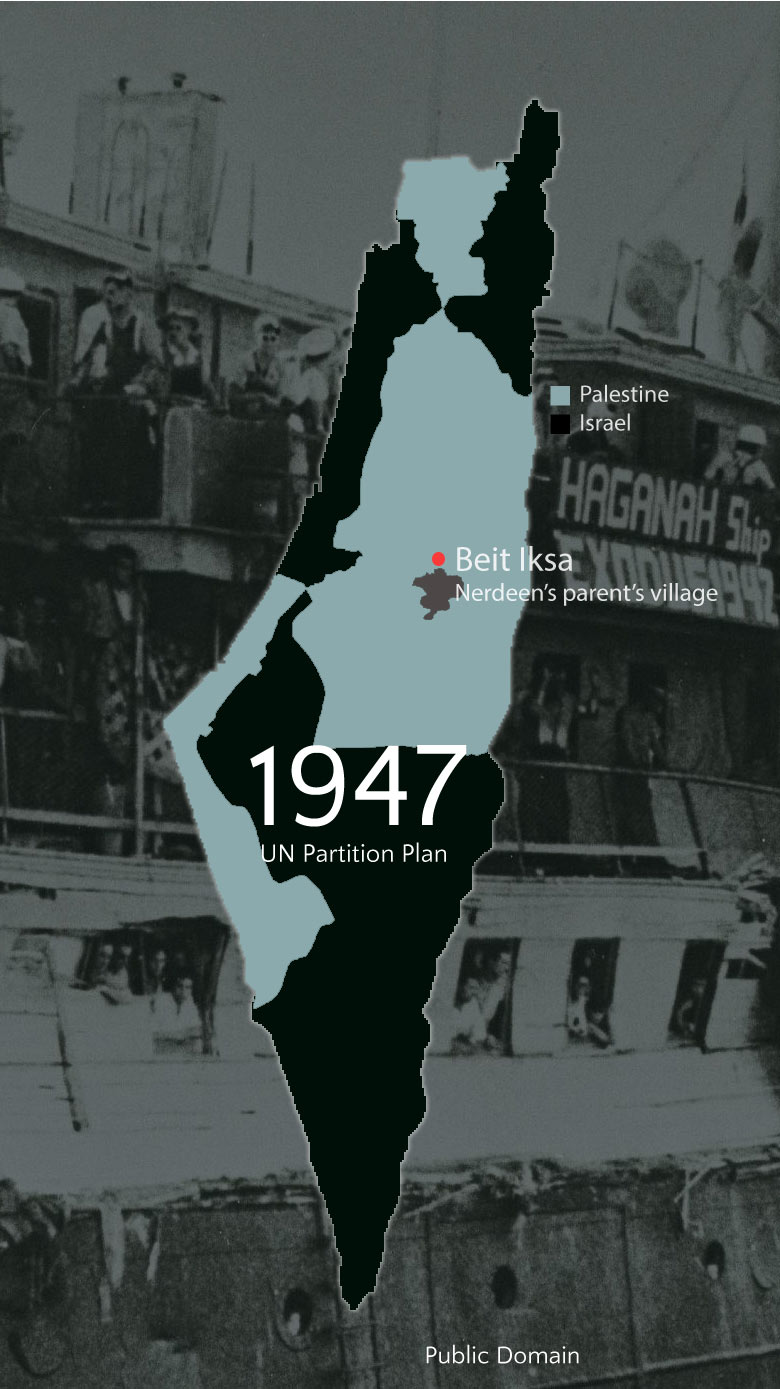 Palestine
Israel
HAGANAH Ship
EXODUS 1947
Beit Iksa
Nerdeen's parent's village
1947
UN Partition Plan
Public Domain